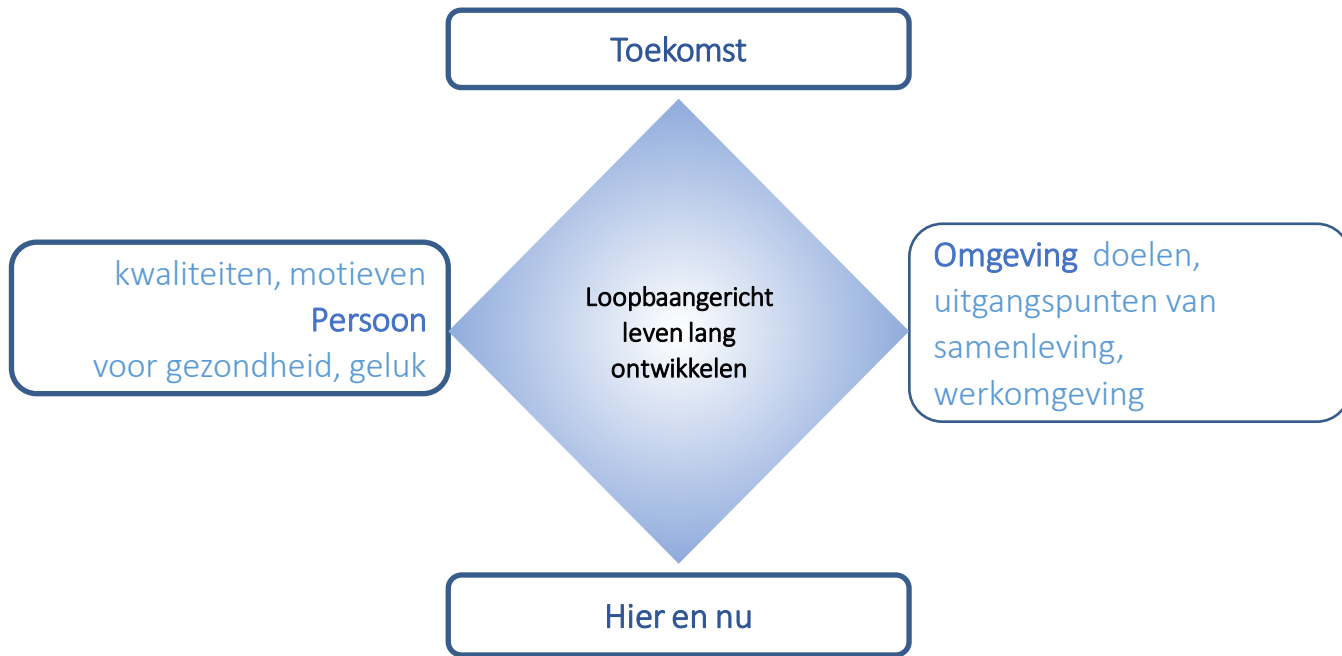 Toekomst
kwaliteiten, motieven
Persoon
voor gezondheid, geluk
Loopbaangericht
leven lang
ontwikkelen
Omgeving doelen,
uitgangspunten van
samenleving,
werkomgeving
Hier en nu